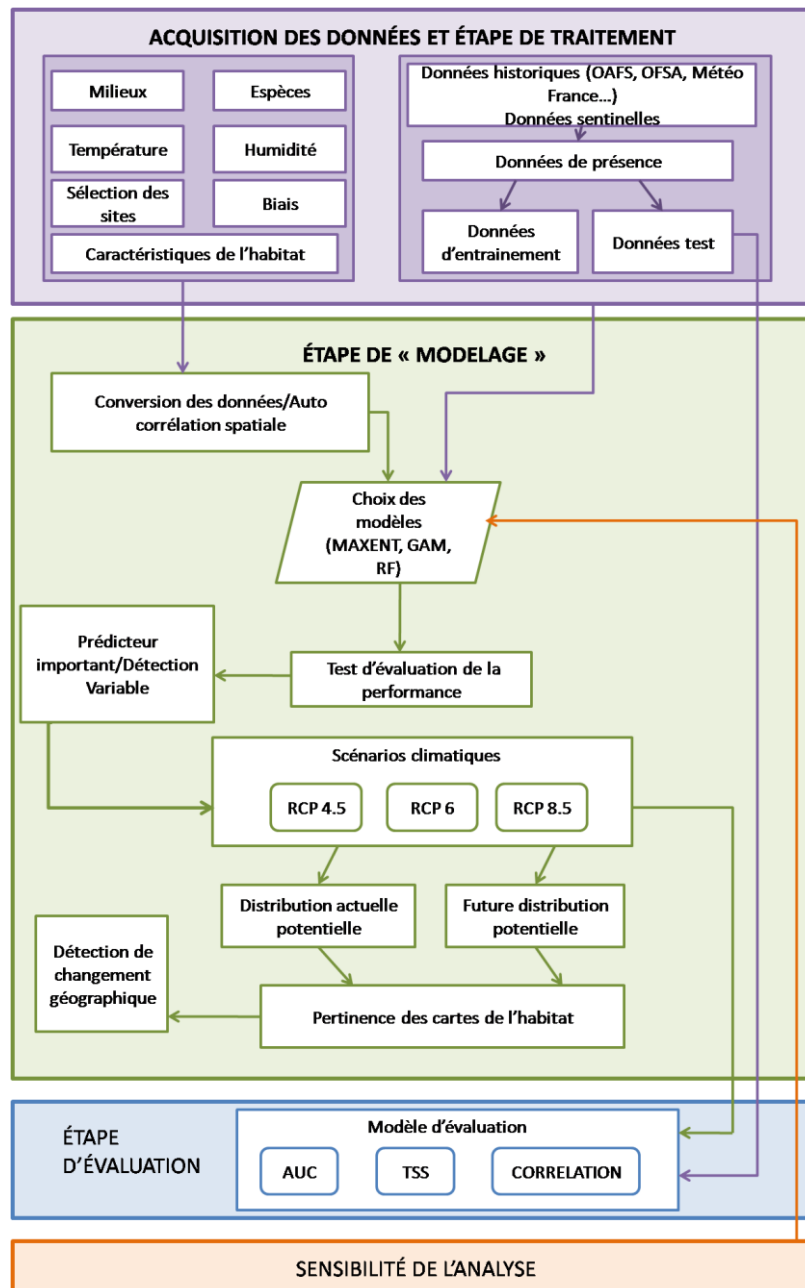 ACQUISITION DES DONNÉES ET ÉTAPE DE TRAITEMENT
Milieux
Espèces
Température
Humidité
Sélection des
sites
Biais
Caractéristiques de l'habitat
Données historiques (OAFS, OFSA, Météo
France...)
Données sentinelles
Données de présence
Données
d'entrainement
Données test
ÉTAPE DE « MODELAGE »
Conversion des données/Auto
corrélation spatiale
Choix des
modèles
(MAXENT, GAM,
RF)
Prédicteur
important/Détection
Variable
Test d'évaluation de la
performance
Scénarios climatiques
RCP 4.5
RCP 6
RCP 8.5
Distribution actuelle
potentielle
Future distribution
potentielle
Détection de
changement
géographique
Pertinence des cartes de l'habitat
ÉTAPE
D'ÉVALUATION
Modèle d'évaluation
AUC
TSS
CORRELATION
SENSIBILITÉ DE L'ANALYSE